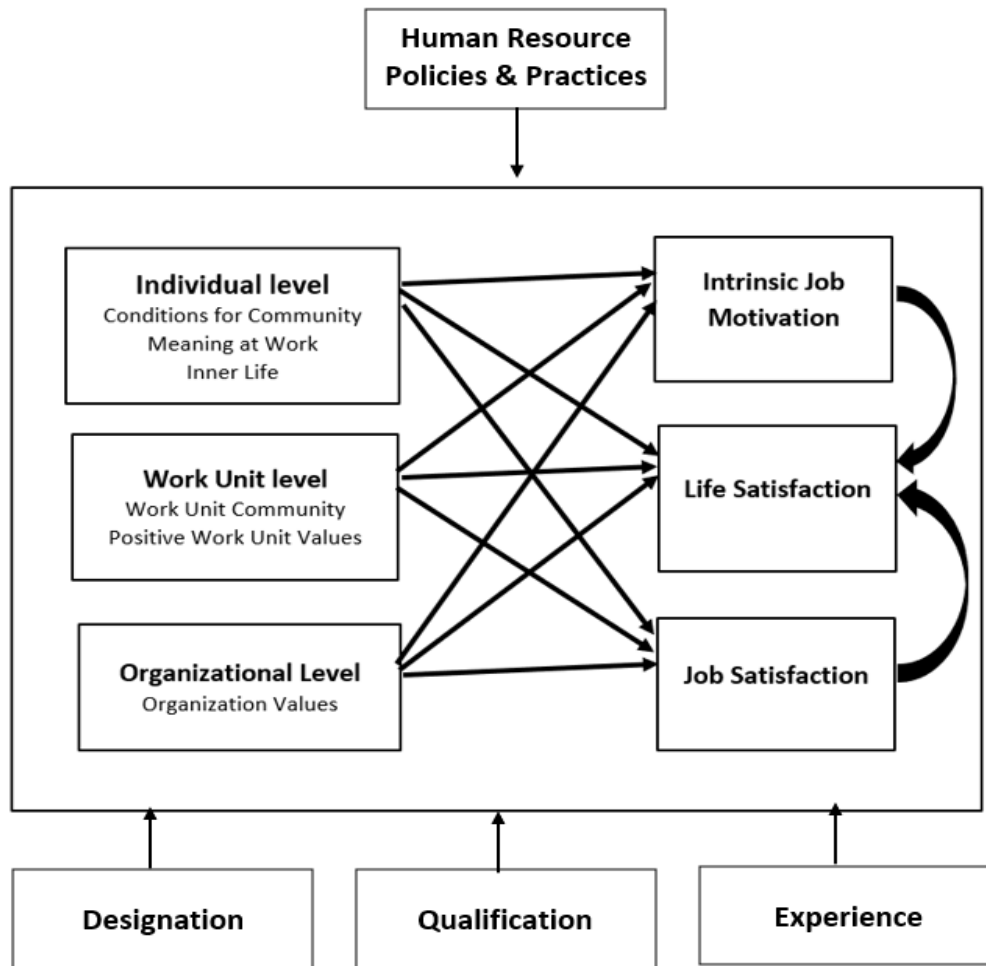 Human Resource
Policies & Practices
Individual level
Conditions for Community
Meaning at Work
Inner Life
Intrinsic Job
Motivation
Work Unit level
Work Unit Community
Positive Work Unit Values
Life Satisfaction
Organizational Level
Organization Values
Job Satisfaction
Designation
Qualification
Experience